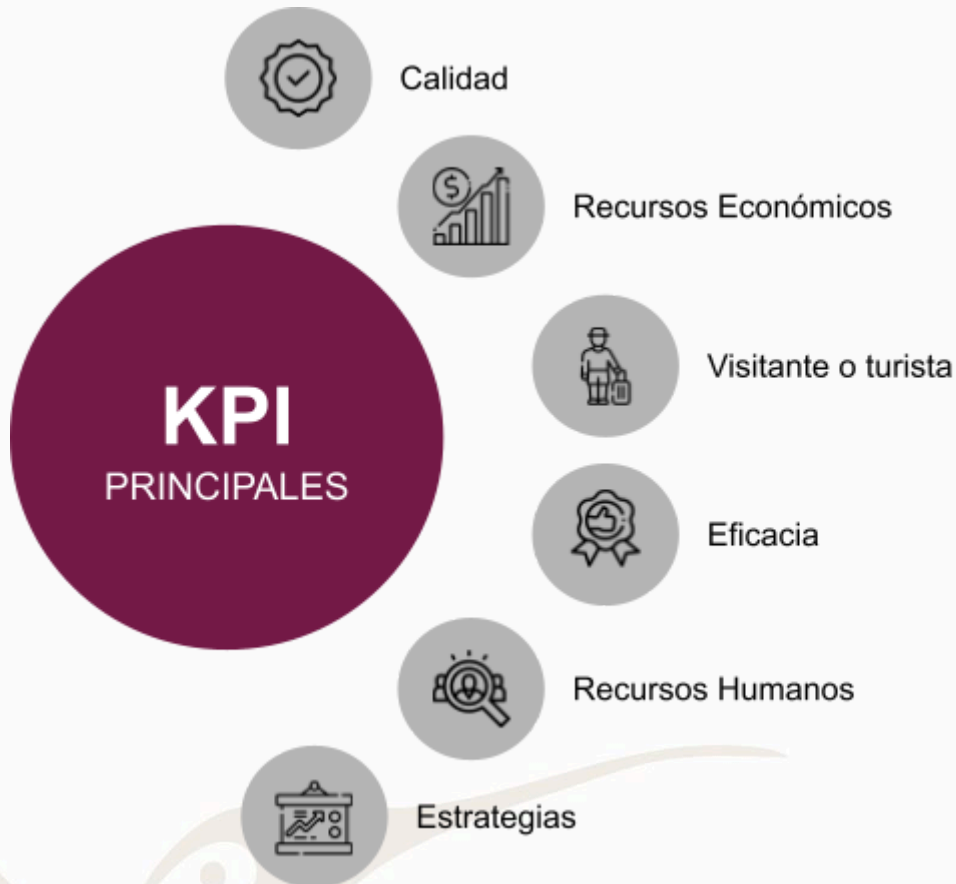 Calidad
Recursos Económicos
Visitante o turista
KPI
PRINCIPALES
Eficacia
Recursos Humanos
Estrategias